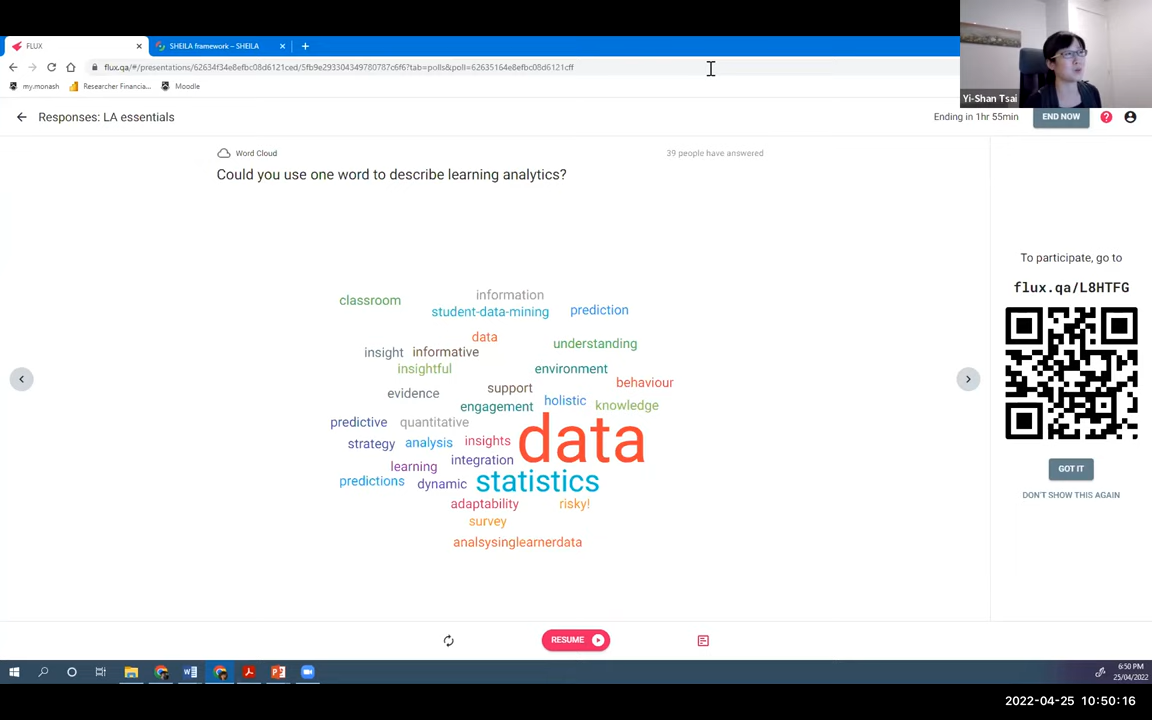 FLUX
SHEILA framework – SHEILA
flux.qa/#/presentations/62634f34e8efbc08d6121ced/5fb9e293304349780787c6f6?tab=polls&poll=62635164e8efbc08d6121cff
my.monash
Researcher Financia...
Moodle
Yi-Shan Tsai
Responses: LA essentials
Ending in 1hr 55min
END NOW
Word Cloud
39 people have answered
Could you use one word to describe learning analytics?
classroom
information
student-data-mining
prediction
data
understanding
insight
informative
insightful
environment
behaviour
evidence
support
engagement
holistic
knowledge
predictive
quantitative
data
strategy
analysis
insights
learning
integration
predictions
dynamic
statistics
adaptability
risky!
survey
analsysinglearnerdata
To participate, go to
flux.qa/L8HTFG
GOT IT
DON'T SHOW THIS AGAIN
RESUME
6:50 PM
25/04/2022
2022-04-25 10:50:16